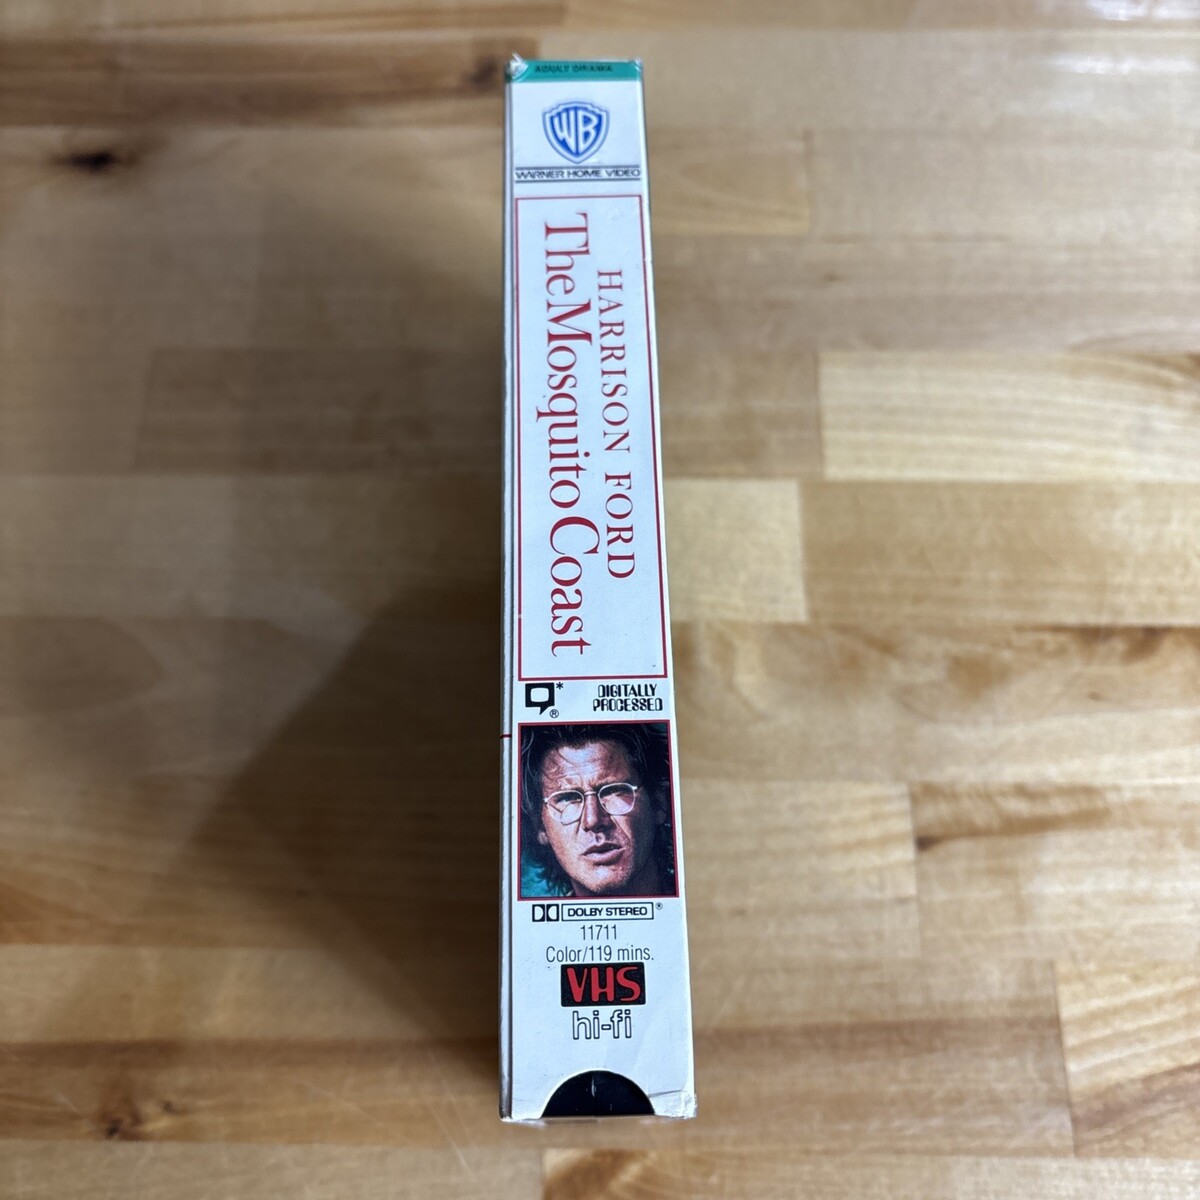 ADULT DRAMA
WB
WARNER HOME VIDEO
HARRISON FORD
The Mosquito Coast
DIGITALLY
PROCESSED
*
®
DOLBY STEREO ®
11711
Color/119 mins.
VHS
hi-fi